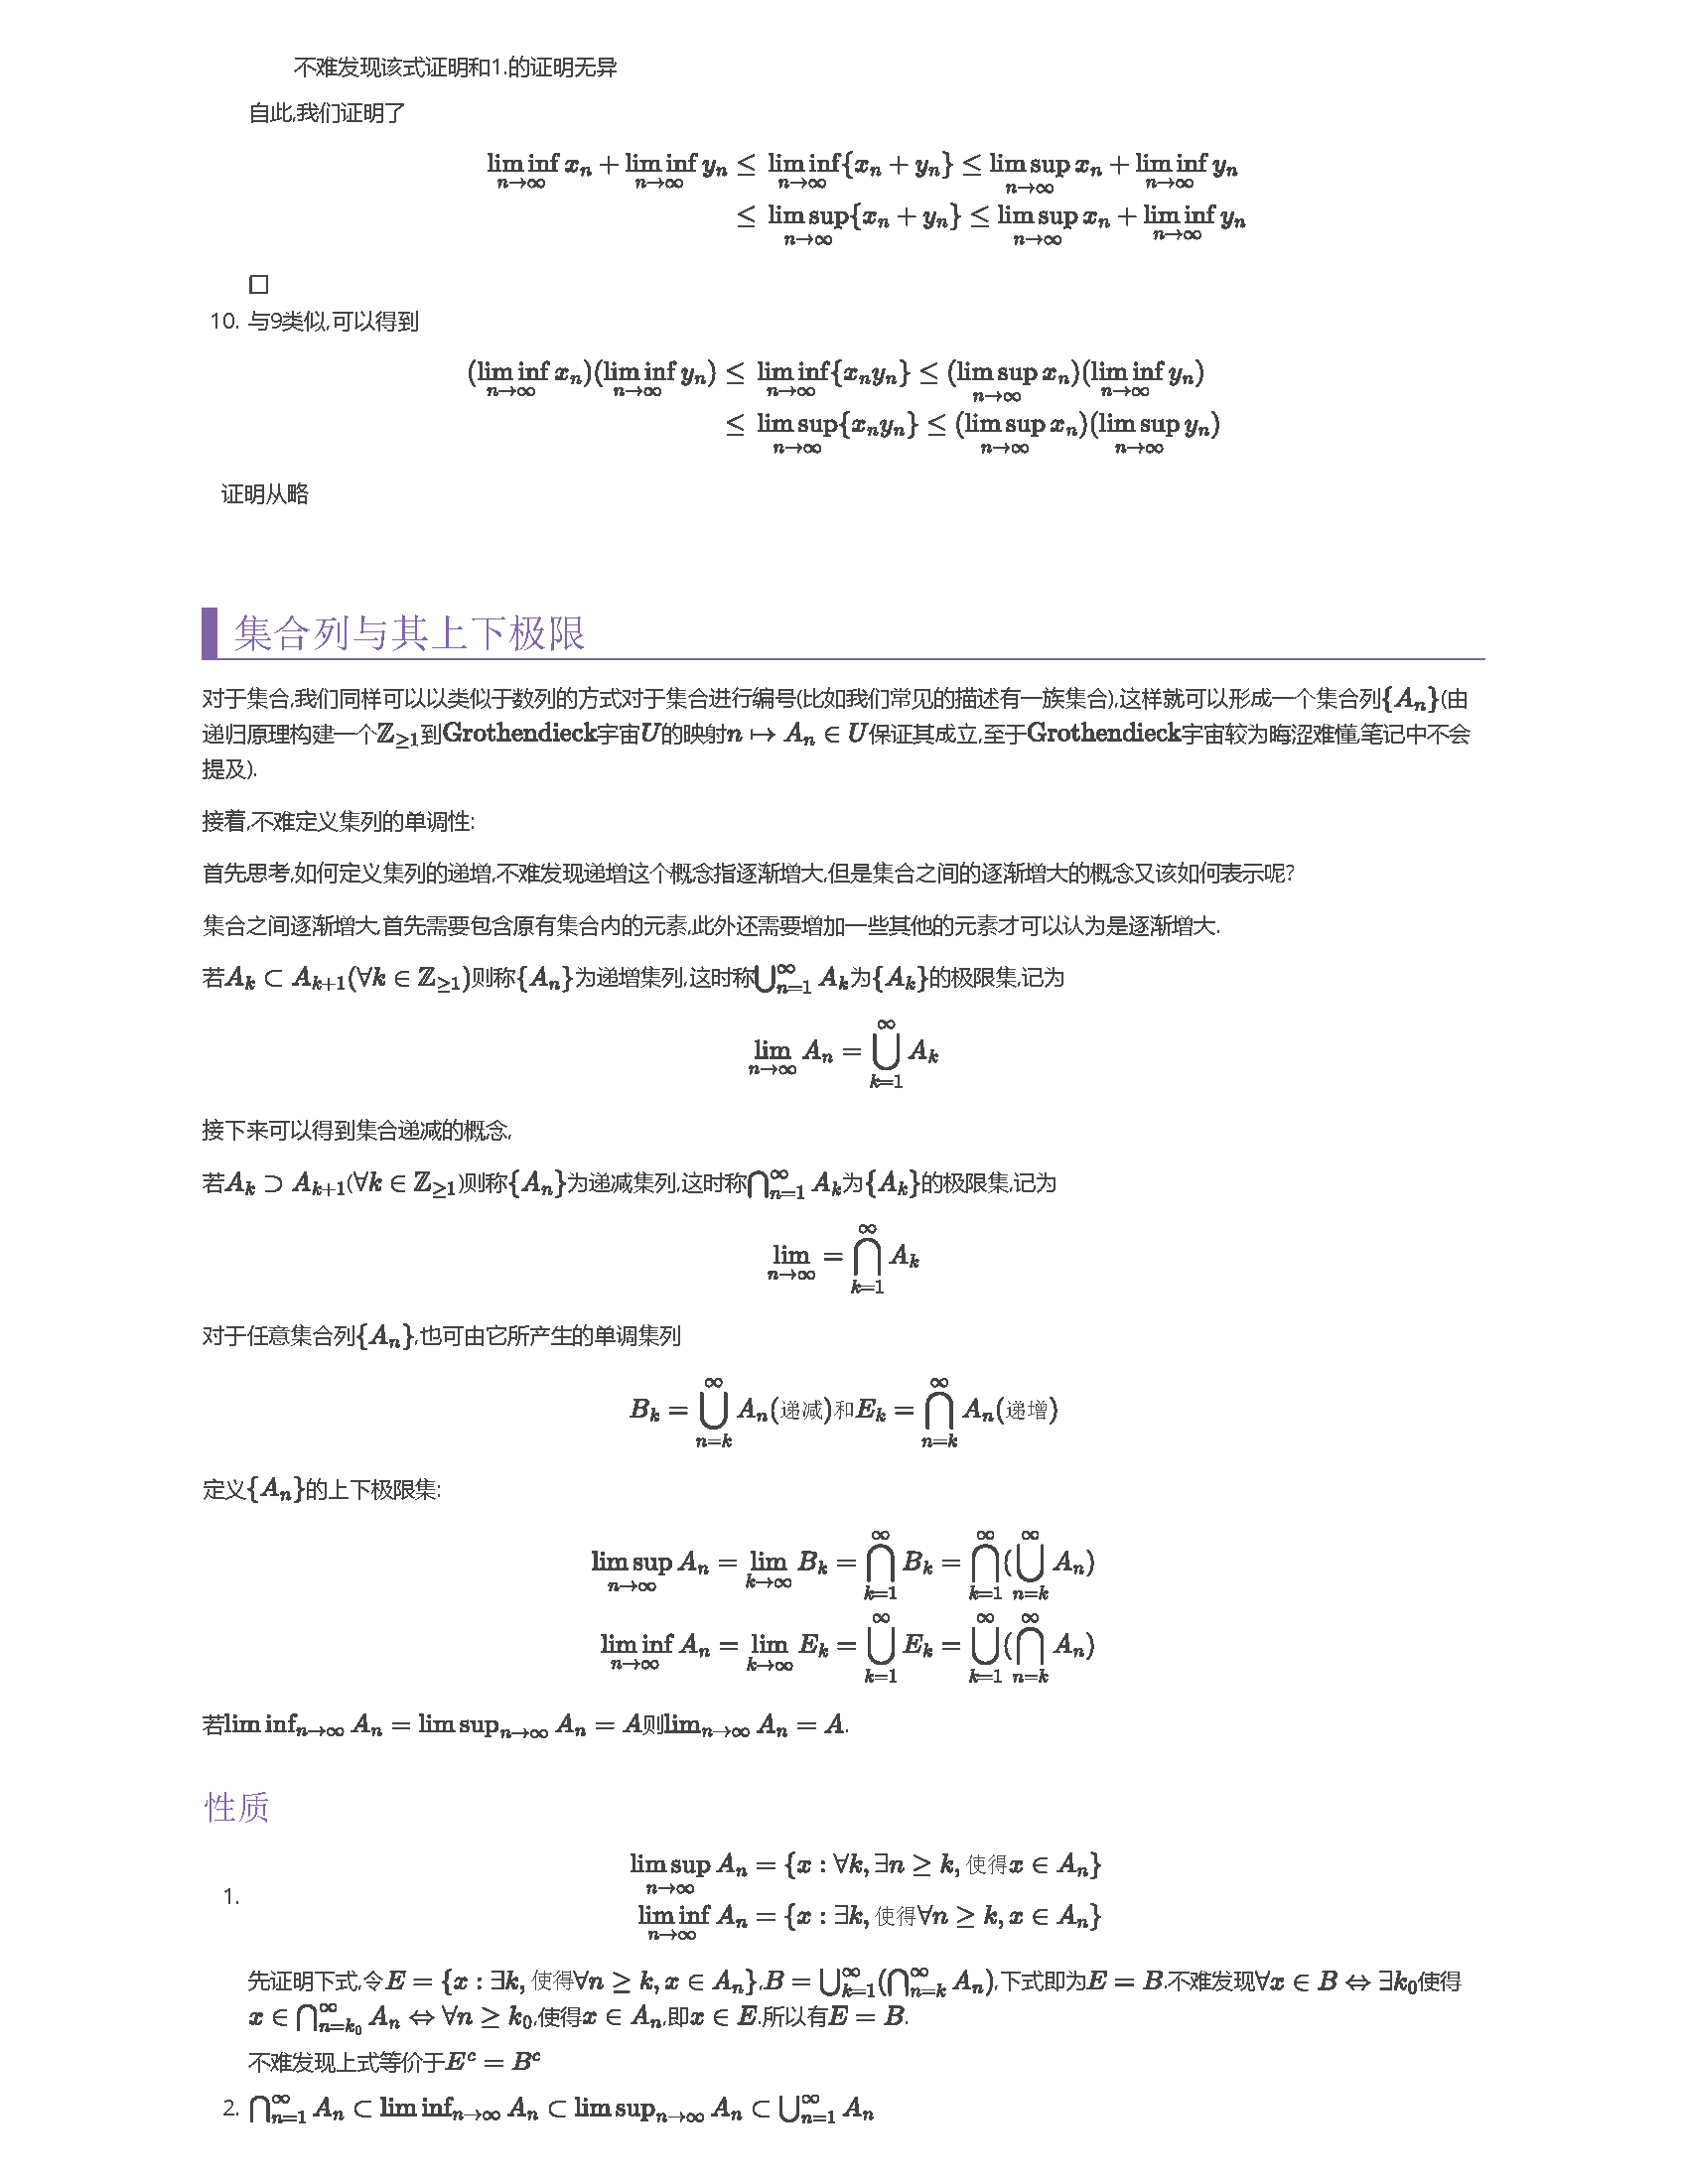 不难发现该式证明和1.的证明无异
自此,我们证明了
$$\liminf_{n\to\infty} x_n + \liminf_{n\to\infty} y_n \le \liminf_{n\to\infty}\{x_n + y_n\} \le \limsup_{n\to\infty} x_n + \liminf_{n\to\infty} y_n$$
$$\le \limsup_{n\to\infty}\{x_n + y_n\} \le \limsup_{n\to\infty} x_n + \liminf_{n\to\infty} y_n$$
□
10. 与9类似,可以得到
$$(\liminf_{n\to\infty} x_n)(\liminf_{n\to\infty} y_n) \le \liminf_{n\to\infty}\{x_n y_n\} \le (\limsup_{n\to\infty} x_n)(\liminf_{n\to\infty} y_n)$$
$$\le \limsup_{n\to\infty}\{x_n y_n\} \le (\limsup_{n\to\infty} x_n)(\limsup_{n\to\infty} y_n)$$
证明从略
集合列与其上下极限
对于集合,我们同样可以以类似于数列的方式对于集合进行编号(比如我们常见的描述有一族集合),这样就可以形成一个集合列$\{A_n\}$(由
递归原理构建一个$\mathbb{Z}_{\ge 1}$到Grothendieck宇宙$U$的映射$n \mapsto A_n \in U$保证其成立,至于Grothendieck宇宙较为晦涩难懂,笔记中不会
提及).
接着,不难定义集列的单调性:
首先思考,如何定义集列的递增,不难发现递增这个概念指逐渐增大,但是集合之间的逐渐增大的概念又该如何表示呢?
集合之间逐渐增大,首先需要包含原有集合内的元素,此外还需要增加一些其他的元素才可以认为是逐渐增大.
若$A_k \subset A_{k+1}(\forall k \in \mathbb{Z}_{\ge 1})$则称$\{A_n\}$为递增集列,这时称$\bigcup_{n=1}^{\infty} A_k$为$\{A_k\}$的极限集,记为
$$\lim_{n\to\infty} A_n = \bigcup_{k=1}^{\infty} A_k$$
接下来可以得到集合递减的概念,
若$A_k \supset A_{k+1}(\forall k \in \mathbb{Z}_{\ge 1})$则称$\{A_n\}$为递减集列,这时称$\bigcap_{n=1}^{\infty} A_k$为$\{A_k\}$的极限集,记为
$$\lim_{n\to\infty} = \bigcap_{k=1}^{\infty} A_k$$
对于任意集合列$\{A_n\}$,也可由它所产生的单调集列
$$B_k = \bigcup_{n=k}^{\infty} A_n(递减)和E_k = \bigcap_{n=k}^{\infty} A_n(递增)$$
定义$\{A_n\}$的上下极限集:
$$\limsup_{n\to\infty} A_n = \lim_{k\to\infty} B_k = \bigcap_{k=1}^{\infty} B_k = \bigcap_{k=1}^{\infty}(\bigcup_{n=k}^{\infty} A_n)$$
$$\liminf_{n\to\infty} A_n = \lim_{k\to\infty} E_k = \bigcup_{k=1}^{\infty} E_k = \bigcup_{k=1}^{\infty}(\bigcap_{n=k}^{\infty} A_n)$$
若$\liminf_{n\to\infty} A_n = \limsup_{n\to\infty} A_n = A$则$\lim_{n\to\infty} A_n = A$.
性质
1. $$\limsup_{n\to\infty} A_n = \{x : \forall k, \exists n \ge k, 使得x \in A_n\}$$
$$\liminf_{n\to\infty} A_n = \{x : \exists k, 使得\forall n \ge k, x \in A_n\}$$
先证明下式,令$E = \{x : \exists k, 使得\forall n \ge k, x \in A_n\}$,$B = \bigcup_{k=1}^{\infty}(\bigcap_{n=k}^{\infty} A_n)$,下式即为$E = B$.不难发现$\forall x \in B \Leftrightarrow \exists k_0$使得
$x \in \bigcap_{n=k_0}^{\infty} A_n \Leftrightarrow \forall n \ge k_0$,使得$x \in A_n$,即$x \in E$.所以有$E = B$.
不难发现上式等价于$E^c = B^c$
2. $\bigcap_{n=1}^{\infty} A_n \subset \liminf_{n\to\infty} A_n \subset \limsup_{n\to\infty} A_n \subset \bigcup_{n=1}^{\infty} A_n$